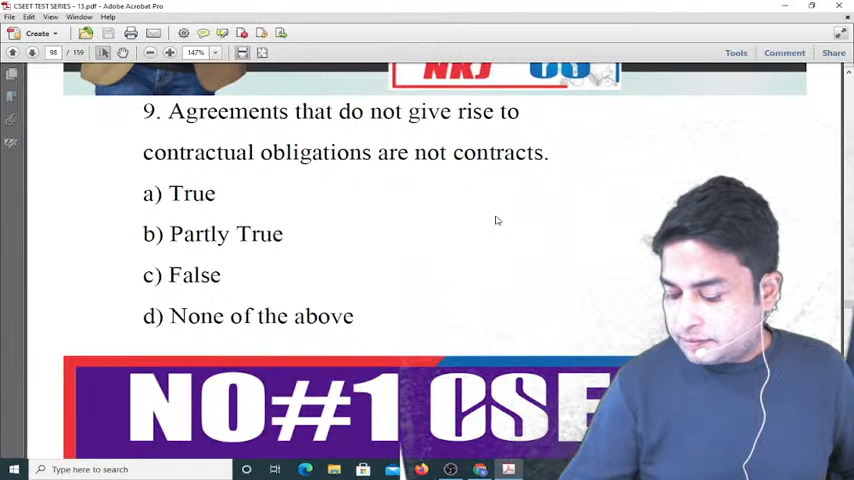 CSEET TEST SERIES - 13.pdf - Adobe Acrobat Pro
File Edit View Window Help
Create
98 / 159 147% Tools Comment Share
NKJ CS
9. Agreements that do not give rise to
contractual obligations are not contracts.
a) True
b) Partly True
c) False
d) None of the above
NO#1 CSE
Type here to search